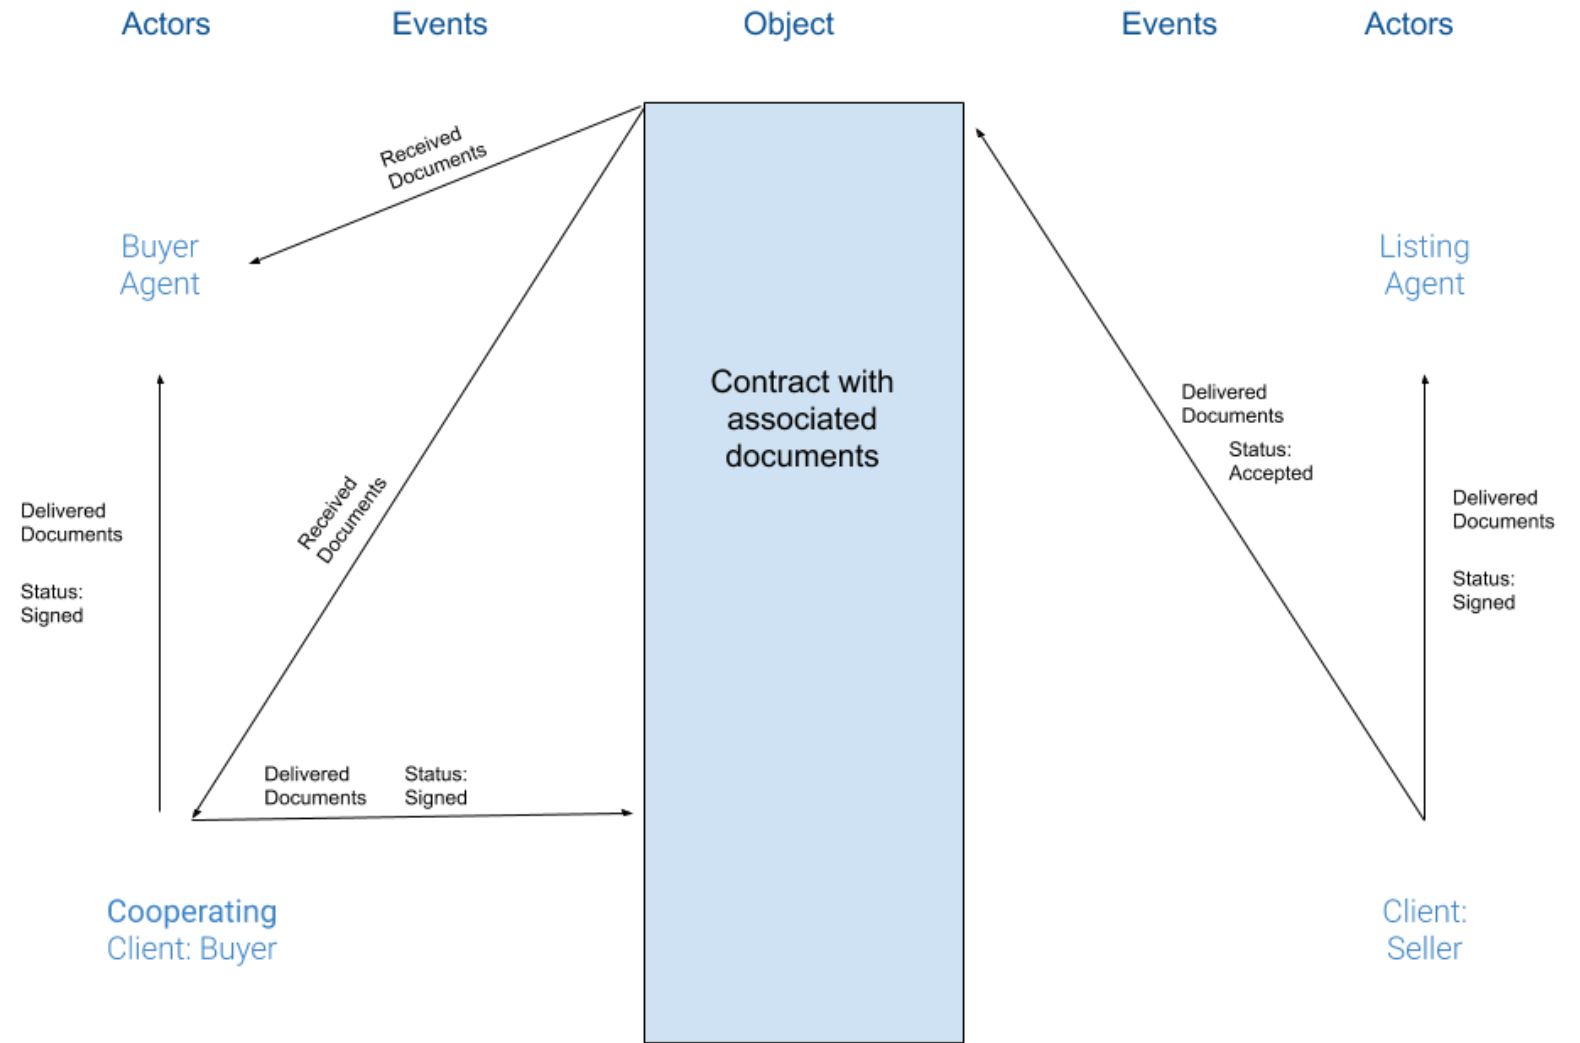 Actors
Events
Object
Events
Actors
Received
Documents
Buyer
Agent
Listing
Agent
Contract with
associated
documents
Delivered
Documents
Status:
Accepted
Received
Documents
Delivered
Documents
Status:
Signed
Delivered
Documents
Status:
Signed
Delivered
Documents
Status:
Signed
Cooperating
Client: Buyer
Client:
Seller